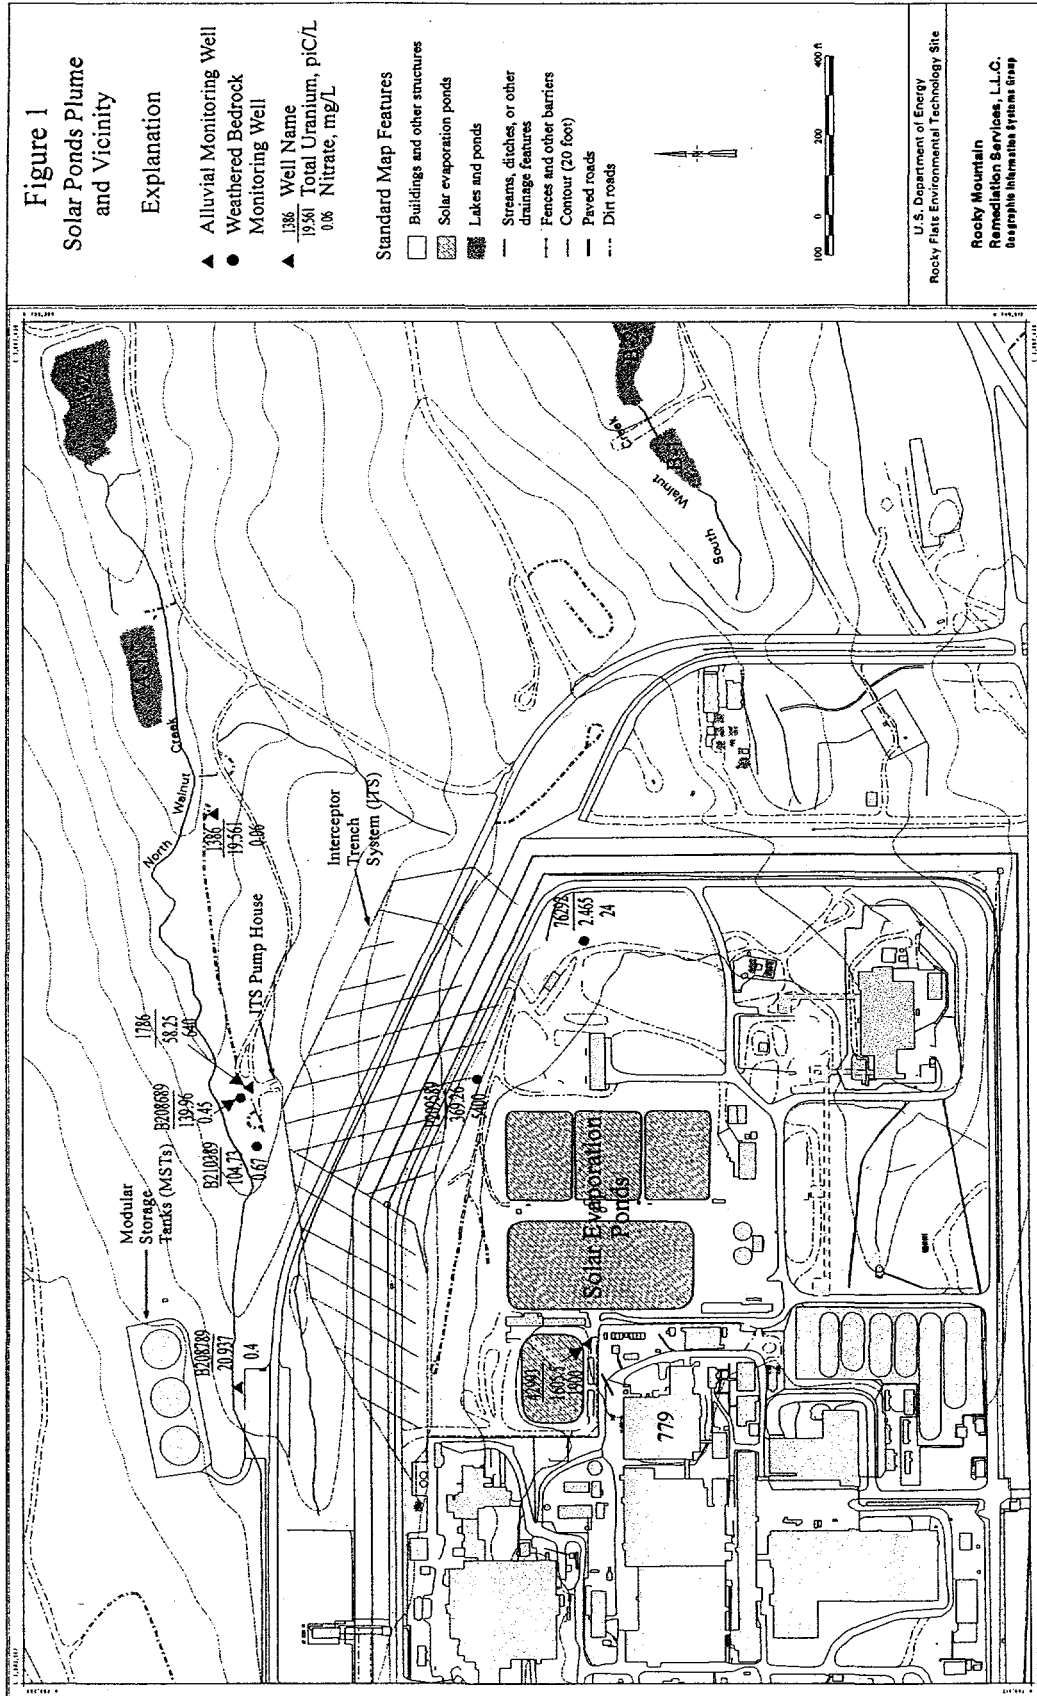 Figure 1
Solar Ponds Plume
and Vicinity
Explanation
Alluvial Monitoring Well
Weathered Bedrock
Monitoring Well
1386 Well Name
19.561 Total Uranium, piC/L
0.06 Nitrate, mg/L
Standard Map Features
Buildings and other structures
Solar evaporation ponds
Lakes and ponds
Streams, ditches, or other
drainage features
Fences and other barriers
Contour (20 foot)
Paved roads
Dirt roads
100 0 200 400 ft
U.S. Department of Energy
Rocky Flats Environmental Technology Site
Rocky Mountain
Remediation Services, L.L.C.
Geographic Information Systems Group
Modular
Storage
Tanks (MSTs)
B208789
20.937
0.4
B210389
104.73
0.67
B208689
139.96
0.45
1786
58.25
640
ITS Pump House
North Walnut Creek
1386
19.561
0.06
Interceptor
Trench
System (ITS)
369.26
5400
76292
2.465
24
Solar Evaporation
Ponds
779
South Walnut Creek